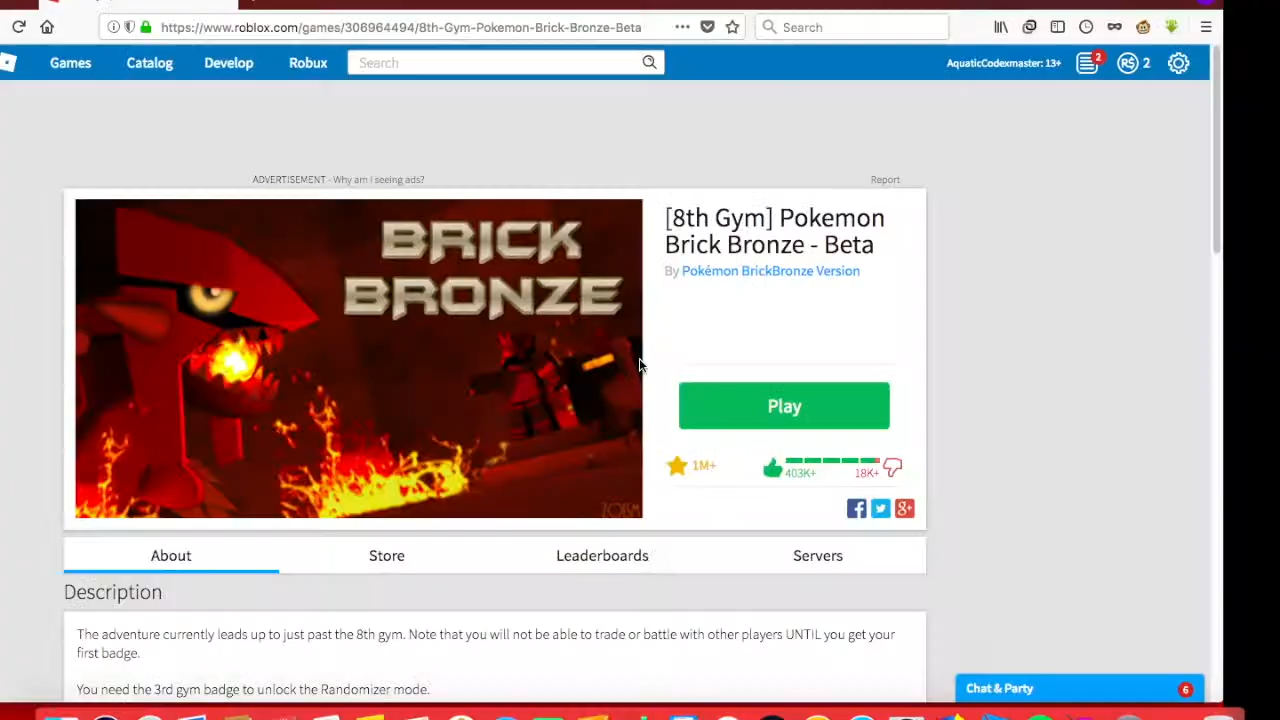 https://www.roblox.com/games/306964494/8th-Gym-Pokemon-Brick-Bronze-Beta
Search
Games
Catalog
Develop
Robux
Search
AquaticCodexmaster: 13+
2
R$ 2
ADVERTISEMENT - Why am I seeing ads?
Report
BRICK
BRONZE
[8th Gym] Pokemon
Brick Bronze - Beta
By Pokémon BrickBronze Version
Play
1M+
403K+
18K+
About
Store
Leaderboards
Servers
Description
The adventure currently leads up to just past the 8th gym. Note that you will not be able to trade or battle with other players UNTIL you get your
first badge.
You need the 3rd gym badge to unlock the Randomizer mode.
Chat & Party
6